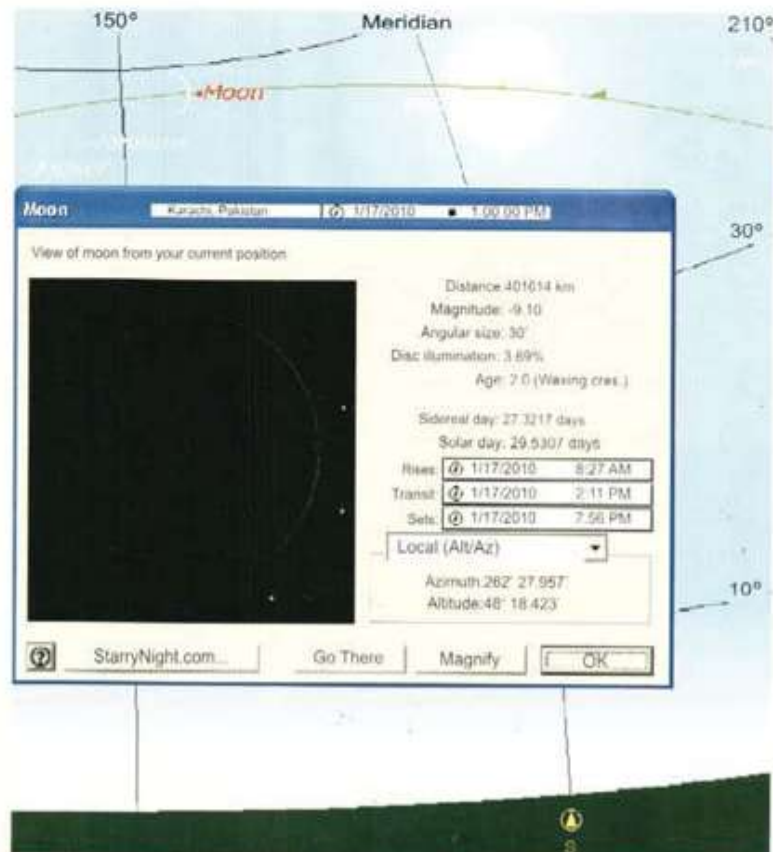 150° Meridian 210°
Moon
30°
Moon Karachi, Pakistan 1/17/2010 1:00:00 PM
View of moon from your current position
Distance:401614 km
Magnitude: -9.10
Angular size: 30'
Disc illumination: 3.69%
Age: 2.0 (Waxing cres.)
Sidereal day: 27.3217 days
Solar day: 29.5307 days
Rises: 1/17/2010 8:27 AM
Transit: 1/17/2010 2:11 PM
Sets: 1/17/2010 7:56 PM
Local (Alt/Az)
Azimuth:262° 27.957'
Altitude:48° 18.423'
10°
StarryNight.com... Go There Magnify OK
S